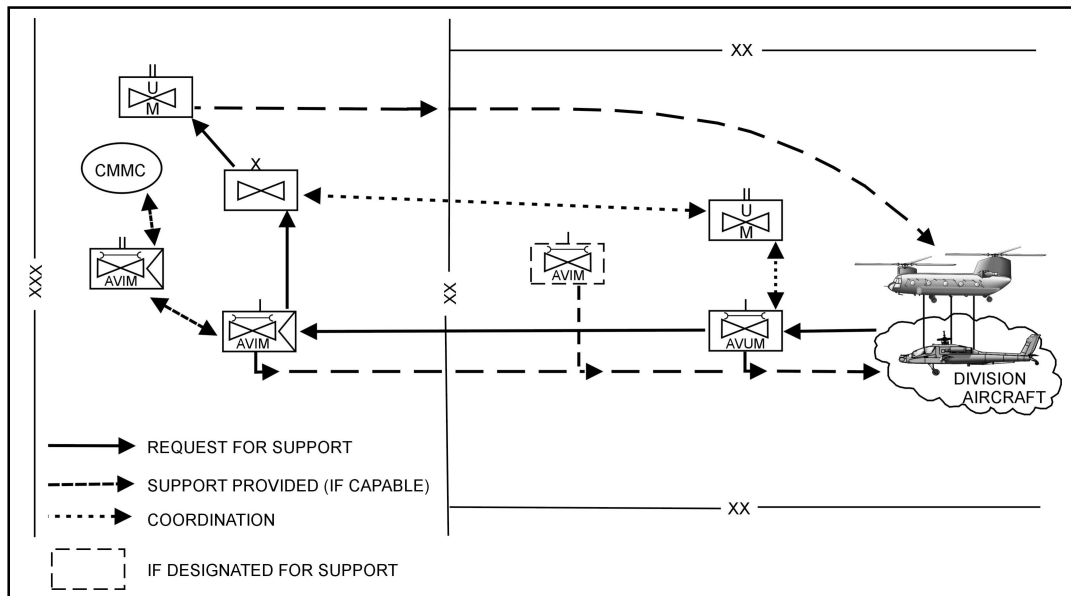 XX
II
U
M
X
CMMC
II
U
M
II
AVIM
I
AVIM
XXX
XX
I
AVIM
I
AVUM
DIVISION
AIRCRAFT
REQUEST FOR SUPPORT
SUPPORT PROVIDED (IF CAPABLE)
COORDINATION
XX
IF DESIGNATED FOR SUPPORT